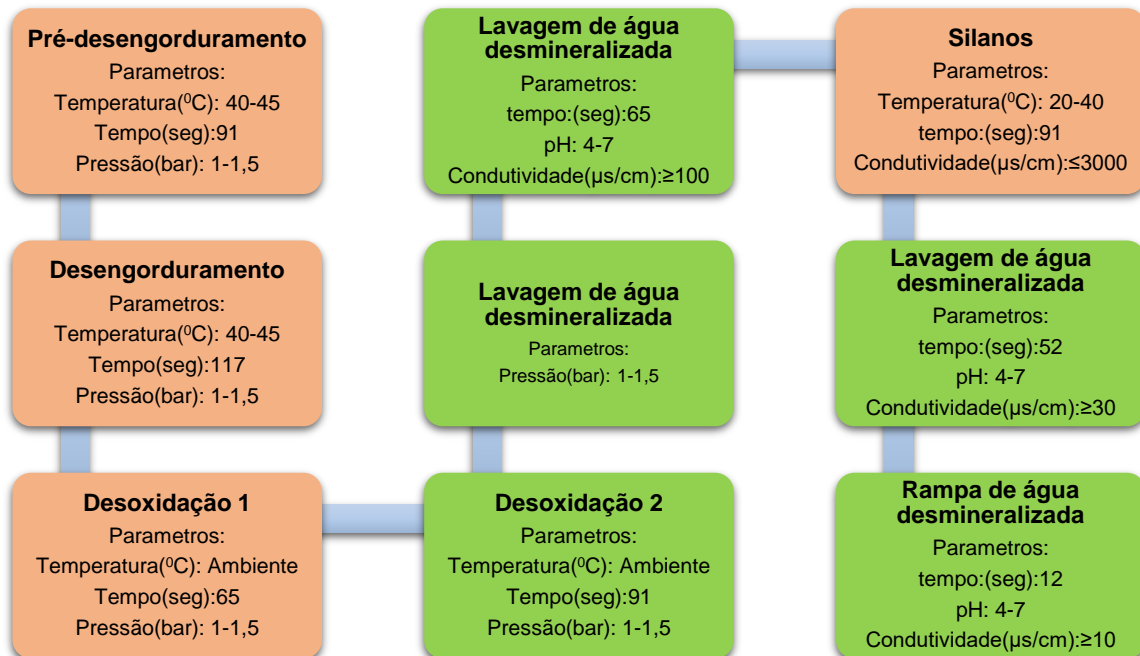 Pré-desengorduramento
Parametros:
Temperatura(⁰C): 40-45
Tempo(seg):91
Pressão(bar): 1-1,5
Desengorduramento
Parametros:
Temperatura(⁰C): 40-45
Tempo(seg):117
Pressão(bar): 1-1,5
Desoxidação 1
Parametros:
Temperatura(⁰C): Ambiente
Tempo(seg):65
Pressão(bar): 1-1,5
Desoxidação 2
Parametros:
Temperatura(⁰C): Ambiente
Tempo(seg):91
Pressão(bar): 1-1,5
Lavagem de água
desmineralizada
Parametros:
Pressão(bar): 1-1,5
Lavagem de água
desmineralizada
Parametros:
tempo:(seg):65
pH: 4-7
Condutividade(µs/cm):≥100
Silanos
Parametros:
Temperatura(⁰C): 20-40
tempo:(seg):91
Condutividade(µs/cm):≤3000
Lavagem de água
desmineralizada
Parametros:
tempo:(seg):52
pH: 4-7
Condutividade(µs/cm):≥30
Rampa de água
desmineralizada
Parametros:
tempo:(seg):12
pH: 4-7
Condutividade(µs/cm):≥10